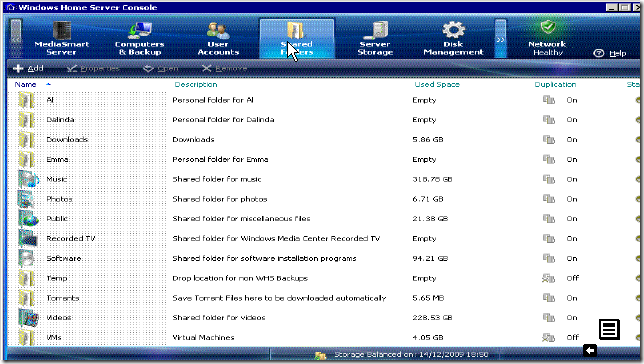 Windows Home Server Console
MediaSmart Server
Computers & Backup
User Accounts
Shared Folders
Server Storage
Disk Management
Network Healthy
Help
Add Properties Open Remove
Name Description Used Space Duplication Sta
Al Personal folder for Al Empty On
Dalinda Personal folder for Dalinda Empty On
Downloads Downloads 5.86 GB On
Emma Personal folder for Emma Empty On
Music Shared folder for music 318.78 GB On
Photos Shared folder for photos 6.71 GB On
Public Shared folder for miscellaneous files 21.38 GB On
Recorded TV Shared folder for Windows Media Center Recorded TV Empty On
Software Shared folder for software installation programs 94.21 GB On
Temp Drop location for non WHS Backups Empty Off
Torrents Save Torrent Files here to be downloaded automatically 5.65 MB On
Videos Shared folder for videos 228.53 GB On
VMs Virtual Machines 4.05 GB Off
Storage Balanced on: 14/12/2009 18:50